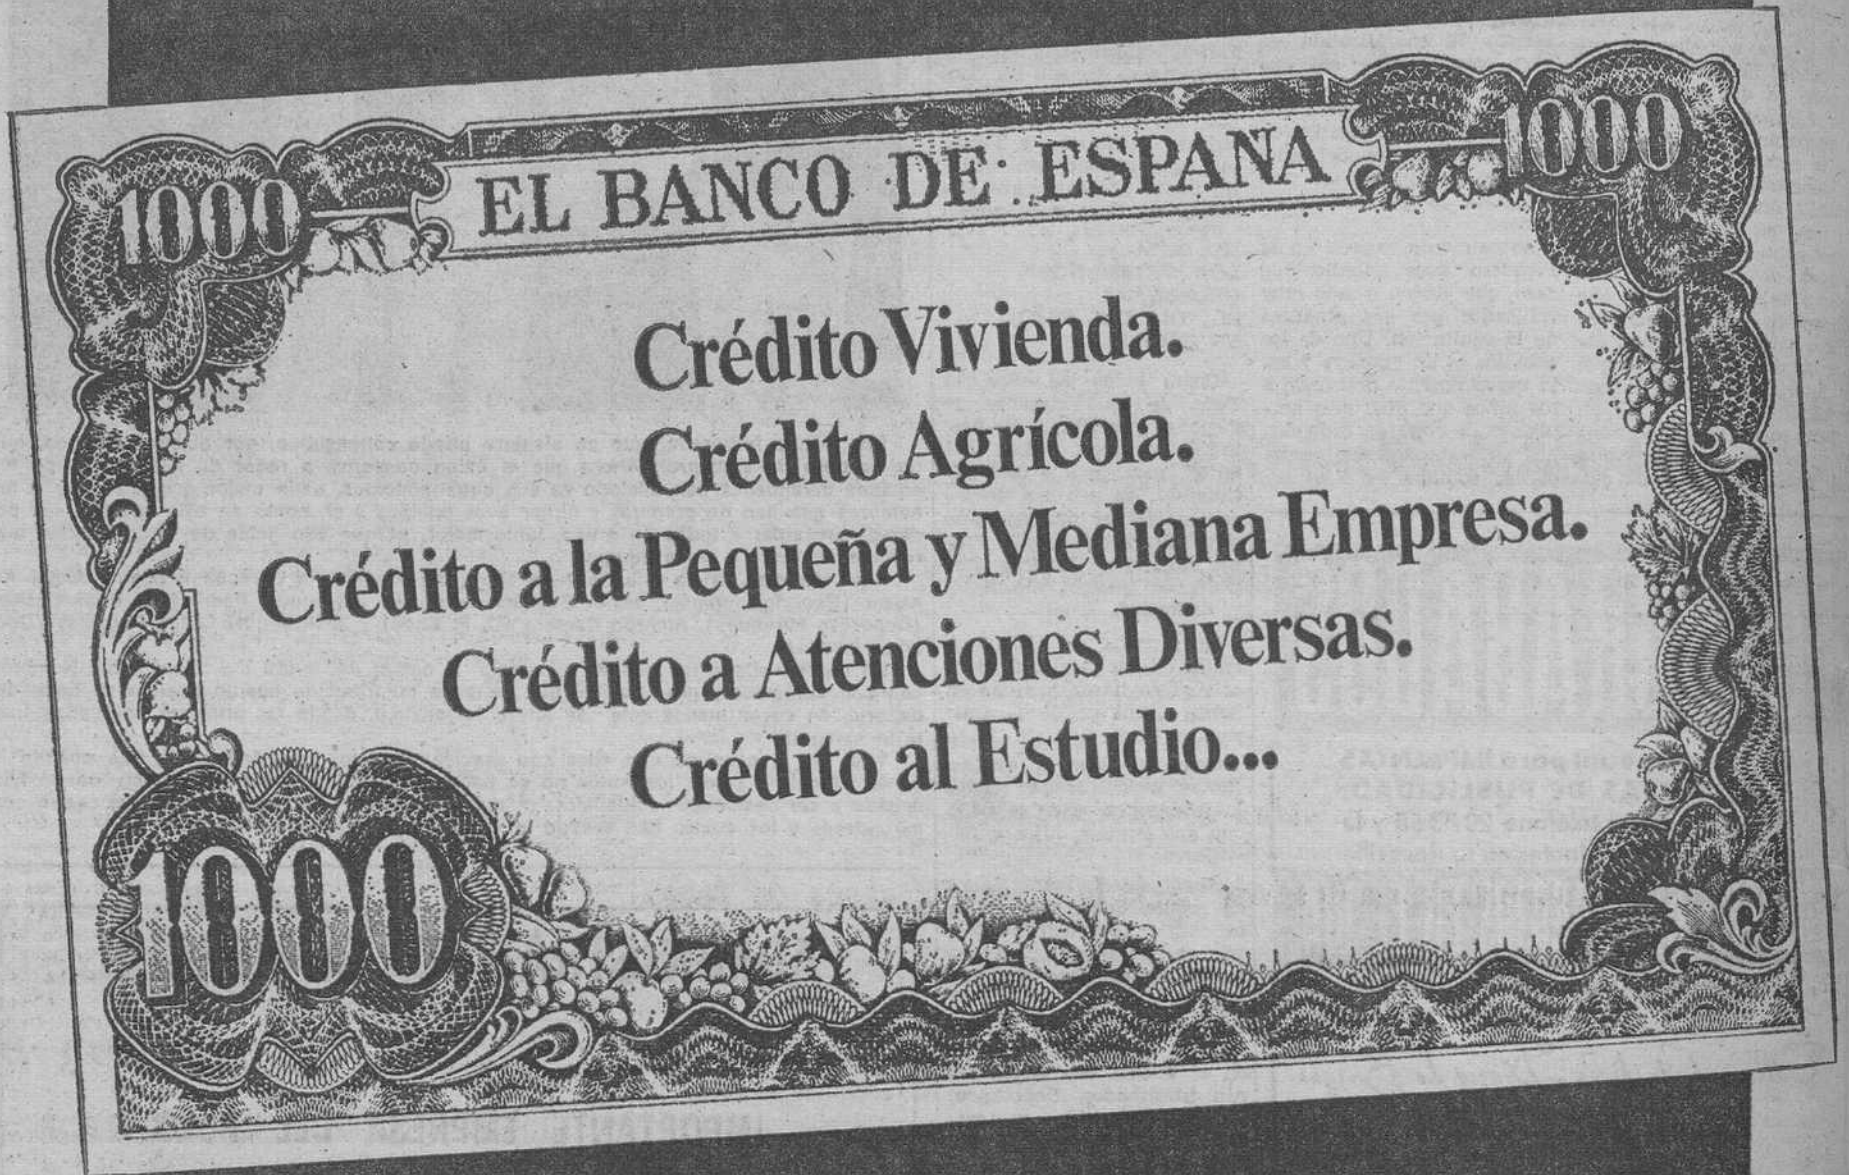 1000
EL BANCO DE ESPAÑA
1000
Crédito Vivienda.
Crédito Agrícola.
Crédito a la Pequeña y Mediana Empresa.
Crédito a Atenciones Diversas.
Crédito al Estudio...
1000